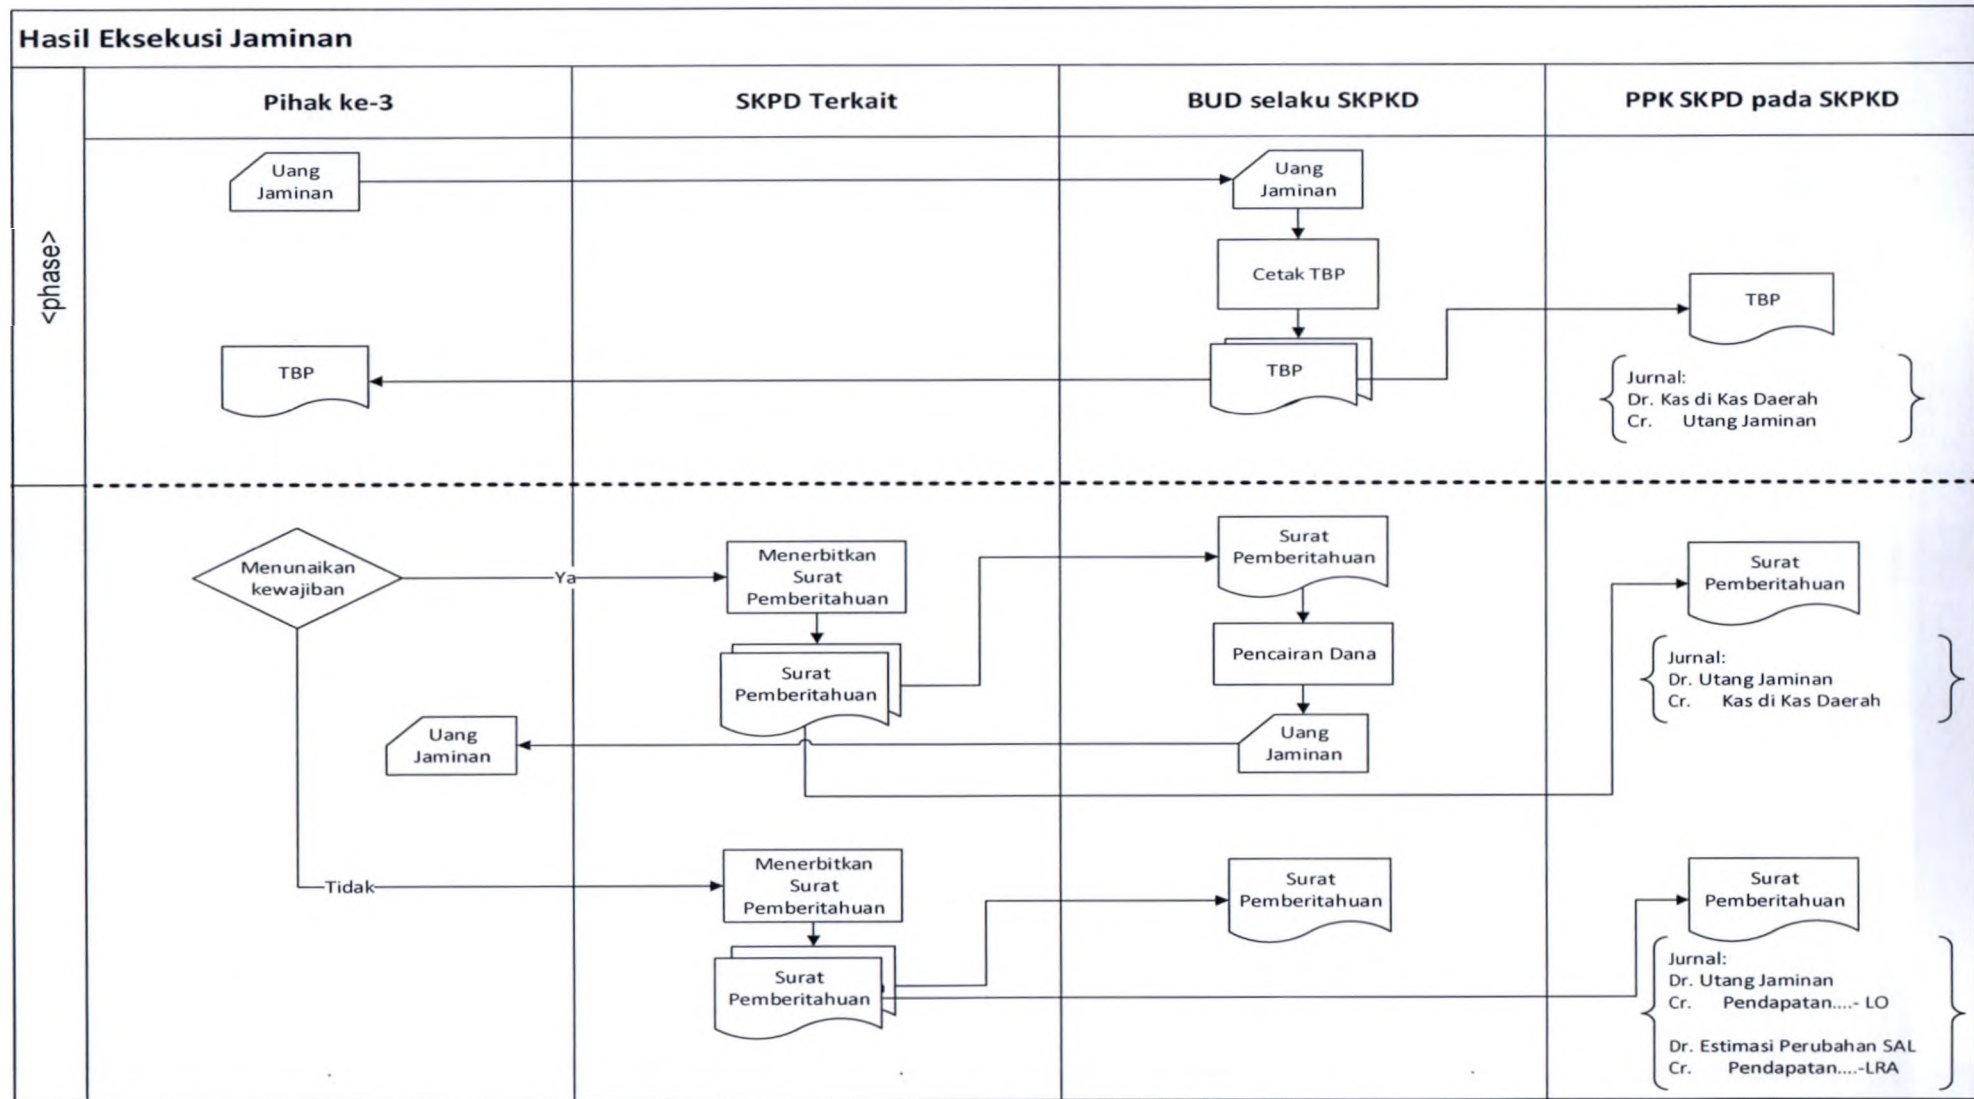 Hasil Eksekusi Jaminan
Pihak ke-3
SKPD Terkait
BUD selaku SKPKD
PPK SKPD pada SKPKD
<phase>
Uang
Jaminan
Uang
Jaminan
Cetak TBP
TBP
TBP
TBP
Jurnal:
Dr. Kas di Kas Daerah
Cr. Utang Jaminan
Menunaikan
kewajiban
Ya
Menerbitkan
Surat
Pemberitahuan
Surat
Pemberitahuan
Surat
Pemberitahuan
Pencairan Dana
Uang
Jaminan
Uang
Jaminan
Surat
Pemberitahuan
Jurnal:
Dr. Utang Jaminan
Cr. Kas di Kas Daerah
Tidak
Menerbitkan
Surat
Pemberitahuan
Surat
Pemberitahuan
Surat
Pemberitahuan
Surat
Pemberitahuan
Jurnal:
Dr. Utang Jaminan
Cr. Pendapatan....- LO
Dr. Estimasi Perubahan SAL
Cr. Pendapatan....-LRA